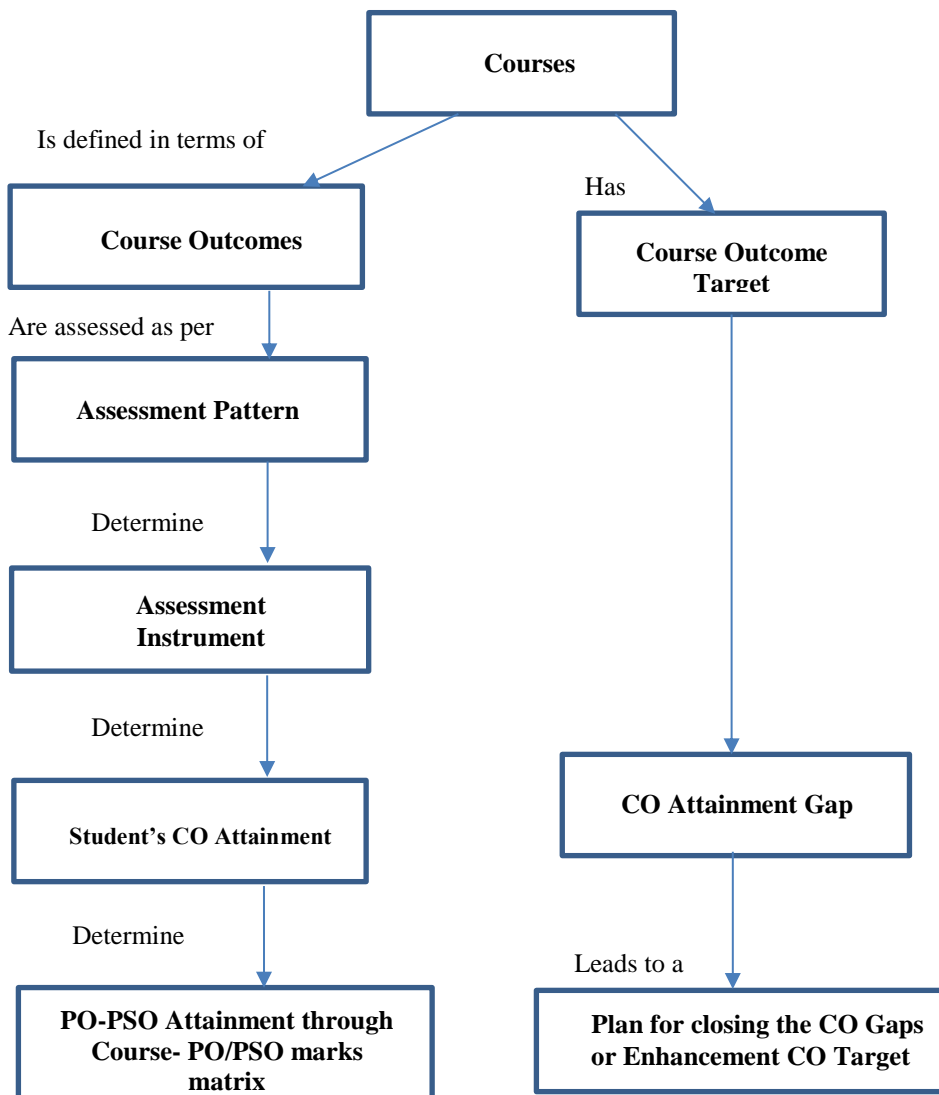 Courses
Is defined in terms of
Has
Course Outcomes
Course Outcome
Target
Are assessed as per
Assessment Pattern
Determine
Assessment
Instrument
Determine
CO Attainment Gap
Student’s CO Attainment
Determine
Leads to a
PO-PSO Attainment through
Course- PO/PSO marks
matrix
Plan for closing the CO Gaps
or Enhancement CO Target